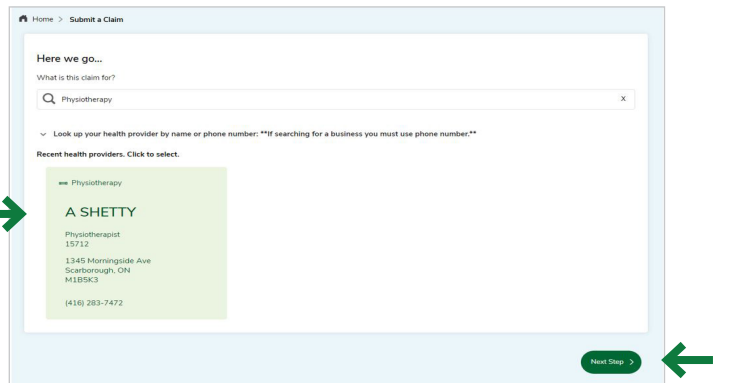 Home > Submit a Claim
Here we go...
What is this claim for?
Physiotherapy x
Look up your health provider by name or phone number: **If searching for a business you must use phone number.**
Recent health providers. Click to select.
Physiotherapy
A SHETTY
Physiotherapist
15712
1345 Morningside Ave
Scarborough, ON
M1B5K3
(416) 283-7472
Next Step >